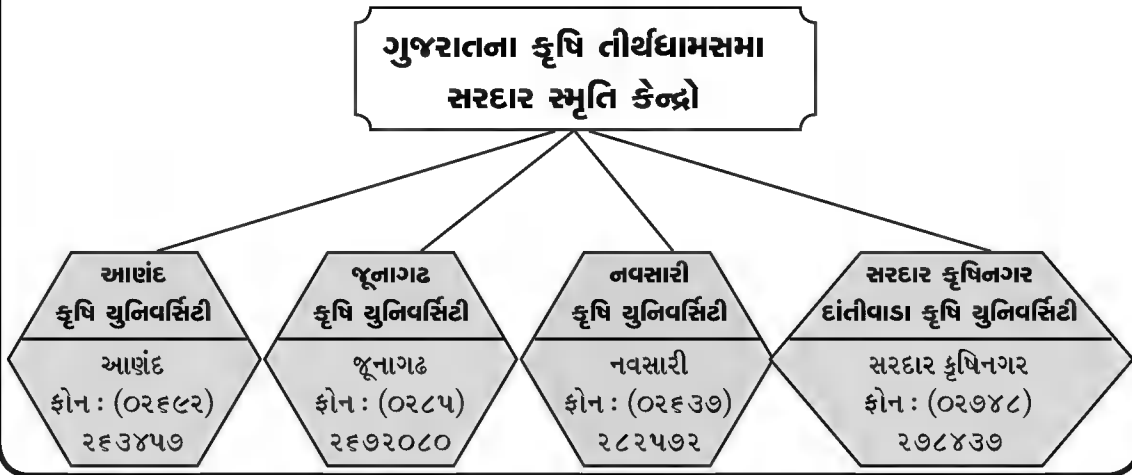 ગુજરાતના કૃષિ તીર્થધામસમા
સરદાર સ્મૃતિ કેન્દ્રો
આણંદ
કૃષિ યુનિવર્સિટી
આણંદ
ફોન : (૦૨૬૯૨)
૨૬૩૪૫૭
જૂનાગઢ
કૃષિ યુનિવર્સિટી
જૂનાગઢ
ફોન : (૦૨૮૫)
૨૬૭૨૦૮૦
નવસારી
કૃષિ યુનિવર્સિટી
નવસારી
ફોન : (૦૨૬૩૭)
૨૮૨૫૭૨
સરદાર કૃષિનગર
દાંતીવાડા કૃષિ યુનિવર્સિટી
સરદાર કૃષિનગર
ફોન : (૦૨૭૪૮)
૨૭૮૪૩૭